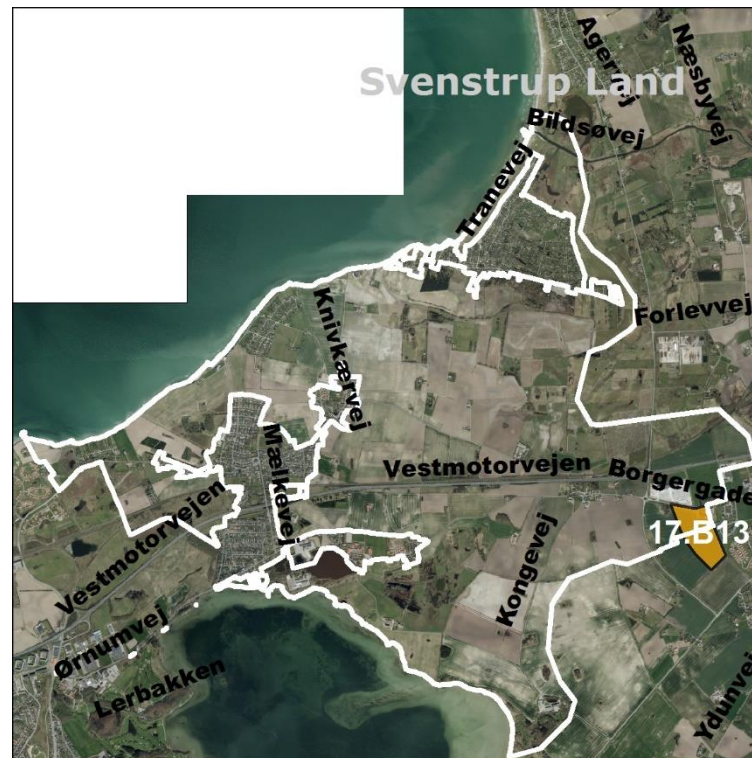 Agervej
Næsbyvej
Svenstrup Land
Bildsøvej
Tranevej
Forlevvej
Knivkærvej
Mælkevej
Vestmotorvejen
Borgergade
Vestmotorvejen
17.B13
Kongevej
Ørnumvej
Lerbakken
Ydunvej